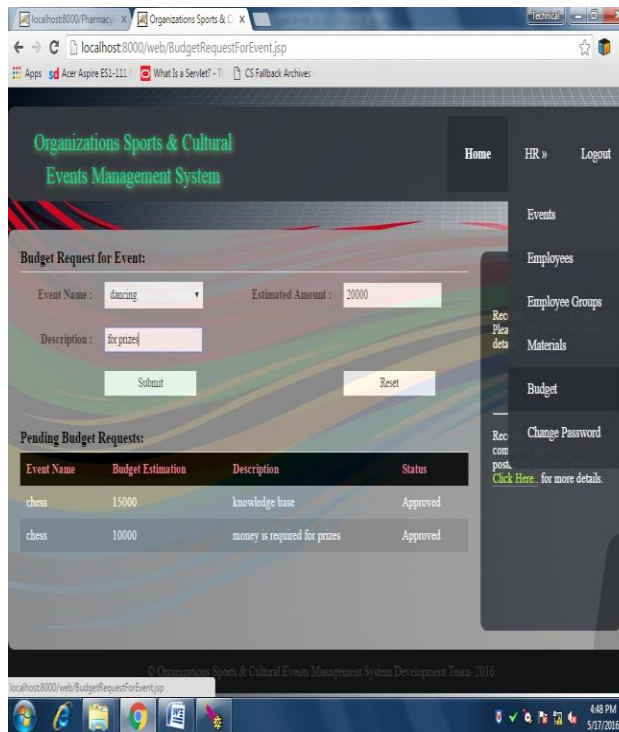 localhost:8000/Pharmacy
Organizations Sports & C
Technical
localhost:8000/web/BudgetRequestForEvent.jsp
Apps
sd Acer Aspire ES1-111
What Is a Servlet? - T
CS Fallback Archives -
Organizations Sports & Cultural
Events Management System
Home
HR »
Logout
Events
Employees
Employee Groups
Materials
Budget
Change Password
Budget Request for Event:
Event Name :
dancing
Estimated Amount :
20000
Description :
for prizes
Submit
Reset
Pending Budget Requests:
Event Name Budget Estimation Description Status
chess 15000 knowledge base Approved
chess 10000 money is required for prizes Approved
Click Here.. for more details.
© Organizations Sports & Cultural Events Management System Development Team- 2016
localhost:8000/web/BudgetRequestForEvent.jsp
4:48 PM
5/17/2016